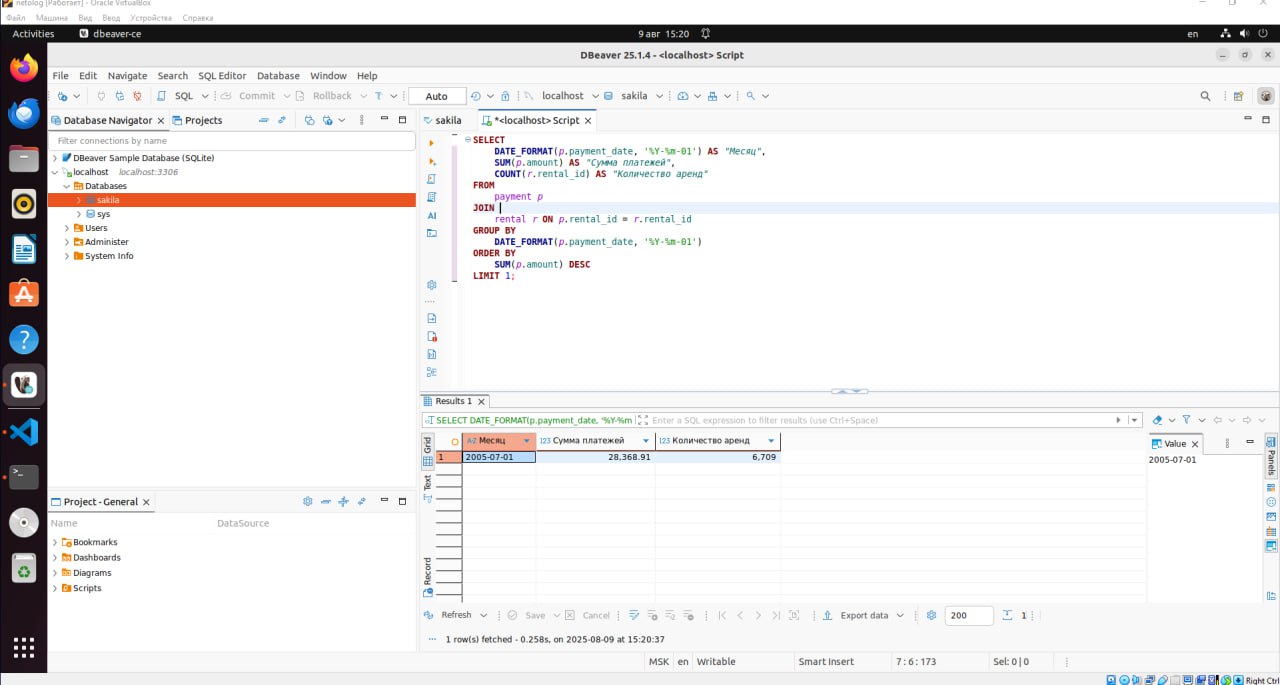 netolog [Работает] - Oracle VirtualBox
Файл Машина Вид Ввод Устройства Справка
Activities dbeaver-ce 9 авг 15:20 en
DBeaver 25.1.4 - <localhost> Script
File Edit Navigate Search SQL Editor Database Window Help
SQL Commit Rollback T Auto localhost sakila
Database Navigator Projects
sakila *<localhost> Script
Filter connections by name
DBeaver Sample Database (SQLite)
localhost localhost:3306
Databases
sakila
sys
Users
Administer
System Info
SELECT
DATE_FORMAT(p.payment_date, '%Y-%m-01') AS "Месяц",
SUM(p.amount) AS "Сумма платежей",
COUNT(r.rental_id) AS "Количество аренд"
FROM
payment p
JOIN
rental r ON p.rental_id = r.rental_id
GROUP BY
DATE_FORMAT(p.payment_date, '%Y-%m-01')
ORDER BY
SUM(p.amount) DESC
LIMIT 1;
AI
Project - General
Name DataSource
Bookmarks
Dashboards
Diagrams
Scripts
Results 1
SELECT DATE_FORMAT(p.payment_date, '%Y-%m Enter a SQL expression to filter results (use Ctrl+Space)
Grid
Text
Record
A-Z Месяц 123 Сумма платежей 123 Количество аренд
1 2005-07-01 28,368.91 6,709
Value
2005-07-01
Panels
Refresh Save Cancel Export data 200 1
1 row(s) fetched - 0.258s, on 2025-08-09 at 15:20:37
MSK en Writable Smart Insert 7 : 6 : 173 Sel: 0 | 0
Right Ctrl